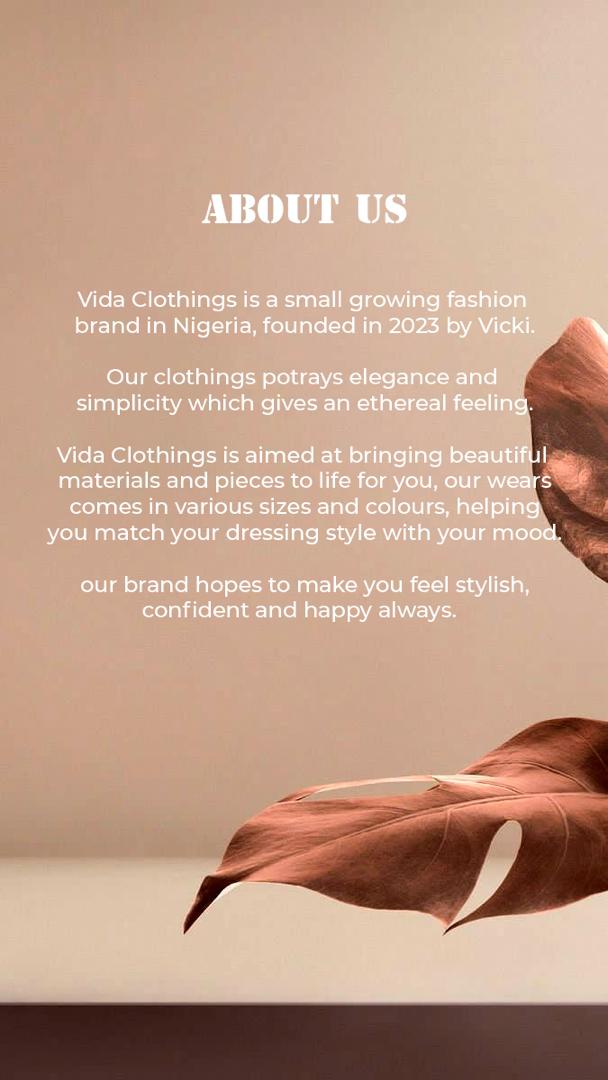 ABOUT US
Vida Clothings is a small growing fashion
brand in Nigeria, founded in 2023 by Vicki.
Our clothings potrays elegance and
simplicity which gives an ethereal feeling.
Vida Clothings is aimed at bringing beautiful
materials and pieces to life for you, our wears
comes in various sizes and colours, helping
you match your dressing style with your mood.
our brand hopes to make you feel stylish,
confident and happy always.